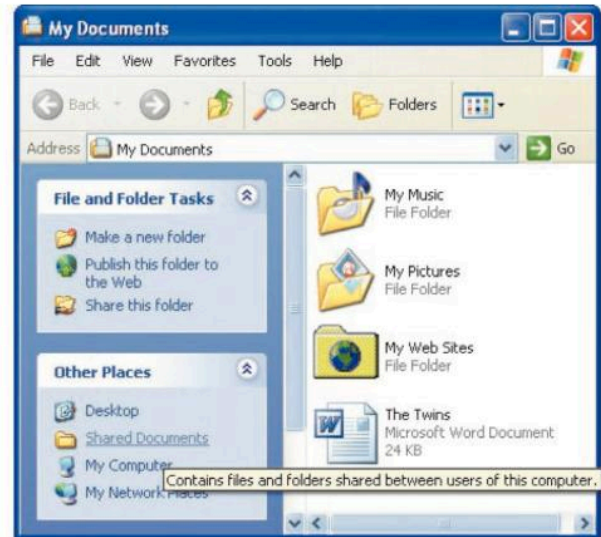 My Documents
File Edit View Favorites Tools Help
Back Search Folders
Address My Documents Go
File and Folder Tasks
Make a new folder
Publish this folder to
the Web
Share this folder
Other Places
Desktop
Shared Documents
My Computer
My Network Places
My Music
File Folder
My Pictures
File Folder
My Web Sites
File Folder
The Twins
Microsoft Word Document
24 KB
Contains files and folders shared between users of this computer.